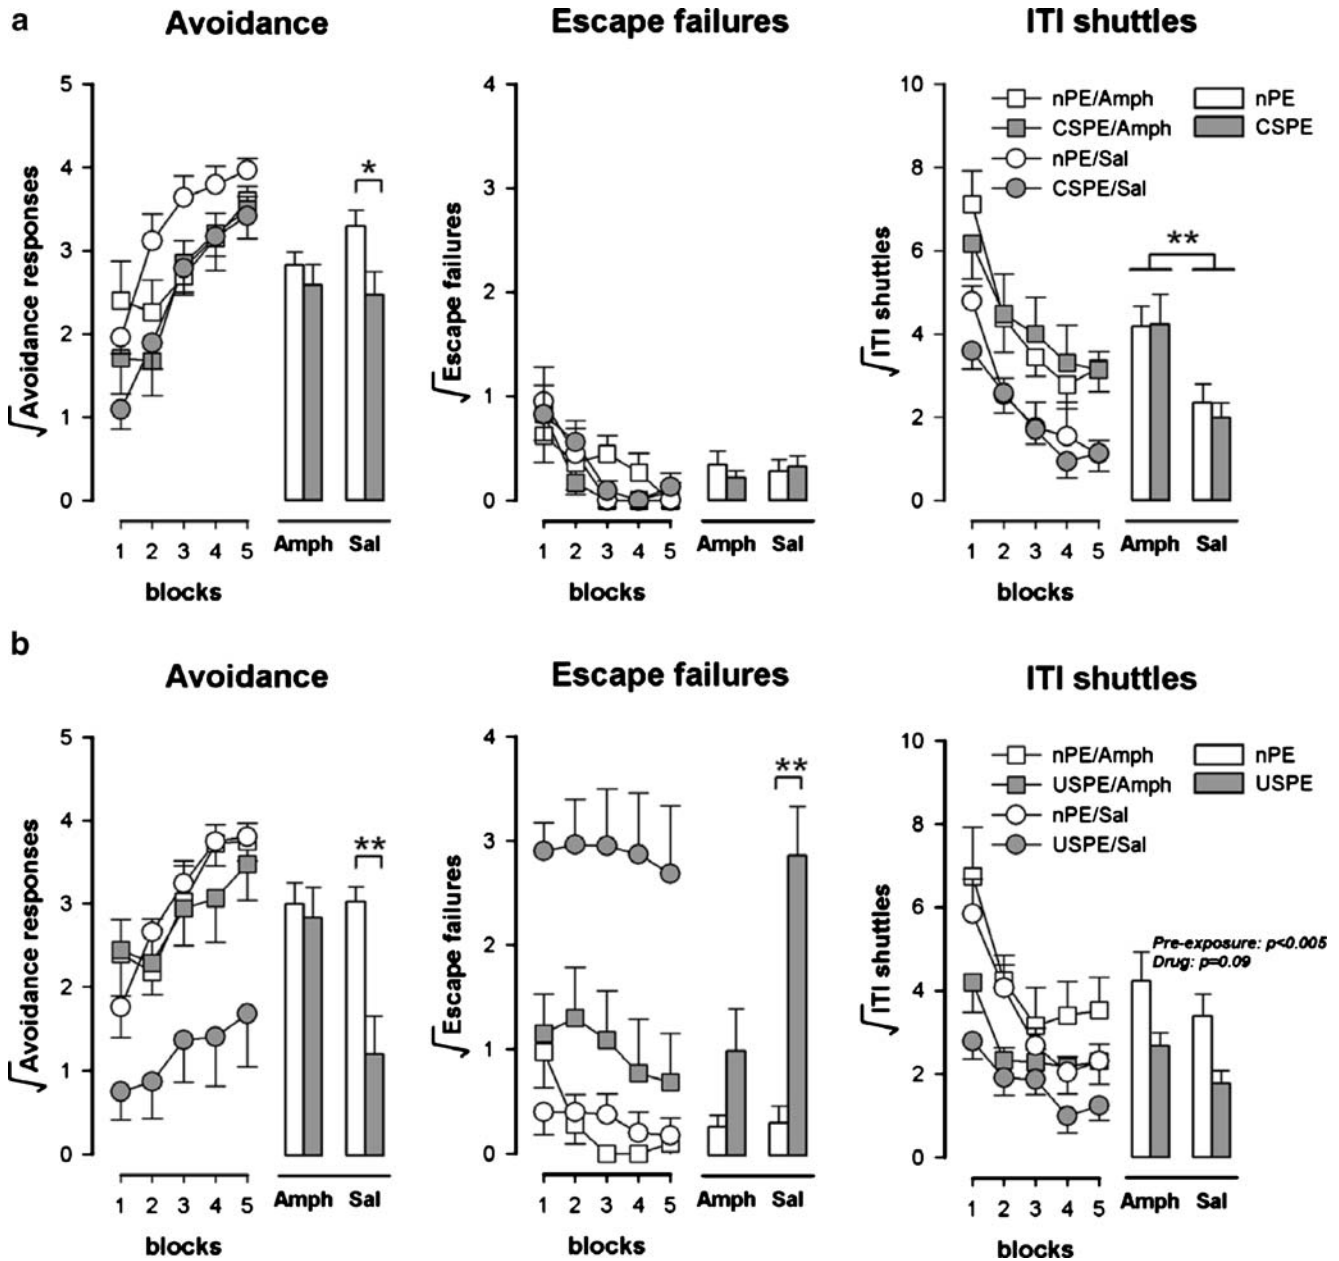 a
Avoidance
Escape failures
ITI shuttles
√Avoidance responses
5
4
3
2
1
0
*
1 2 3 4 5
blocks
Amph Sal
√Escape failures
4
3
2
1
0
1 2 3 4 5
blocks
Amph Sal
√ITI shuttles
10
8
6
4
2
0
nPE/Amph
CSPE/Amph
nPE/Sal
CSPE/Sal
nPE
CSPE
**
1 2 3 4 5
blocks
Amph Sal
b
Avoidance
Escape failures
ITI shuttles
√Avoidance responses
5
4
3
2
1
0
**
1 2 3 4 5
blocks
Amph Sal
√Escape failures
4
3
2
1
0
**
1 2 3 4 5
blocks
Amph Sal
√ITI shuttles
10
8
6
4
2
0
nPE/Amph
USPE/Amph
nPE/Sal
USPE/Sal
nPE
USPE
Pre-exposure: p<0.005
Drug: p=0.09
1 2 3 4 5
blocks
Amph Sal